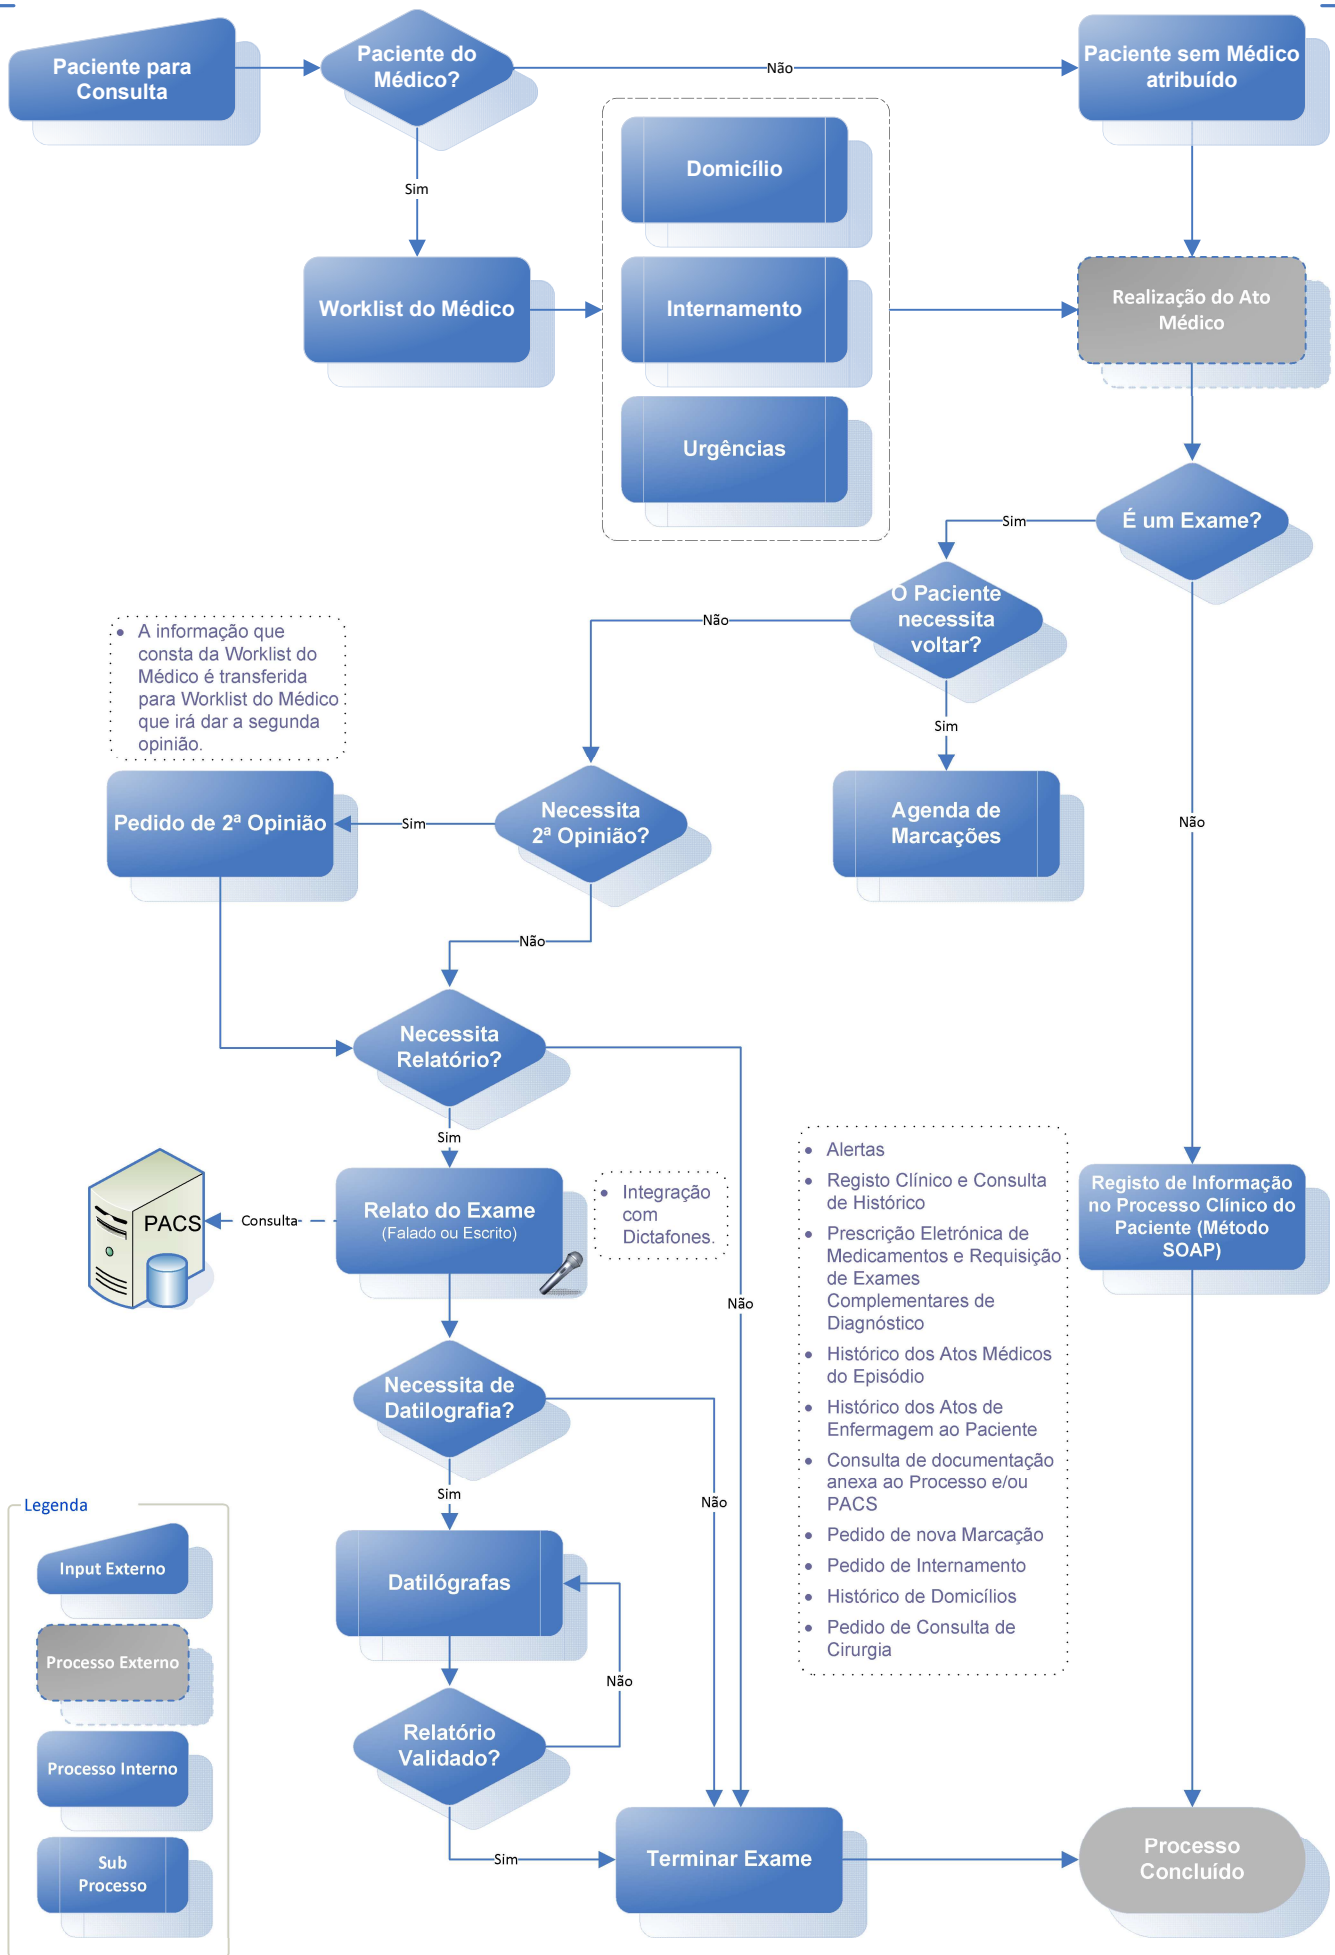 Paciente para
Consulta
Paciente do
Médico?
Não
Paciente sem Médico
atribuído
Sim
Domicílio
Worklist do Médico
Internamento
Realização do Ato
Médico
Urgências
É um Exame?
Sim
O Paciente
necessita
voltar?
Não
Sim
• A informação que
consta da Worklist do
Médico é transferida
para Worklist do Médico
que irá dar a segunda
opinião.
Pedido de 2ª Opinião
Sim
Necessita
2ª Opinião?
Agenda de
Marcações
Não
Não
Necessita
Relatório?
Sim
PACS
Consulta
Relato do Exame
(Falado ou Escrito)
• Integração
com
Dictafones.
Não
• Alertas
• Registo Clínico e Consulta
de Histórico
• Prescrição Eletrónica de
Medicamentos e Requisição
de Exames
Complementares de
Diagnóstico
• Histórico dos Atos Médicos
do Episódio
• Histórico dos Atos de
Enfermagem ao Paciente
• Consulta de documentação
anexa ao Processo e/ou
PACS
• Pedido de nova Marcação
• Pedido de Internamento
• Histórico de Domicílios
• Pedido de Consulta de
Cirurgia
Registo de Informação
no Processo Clínico do
Paciente (Método
SOAP)
Necessita de
Datilografia?
Sim
Não
Datilógrafas
Não
Relatório
Validado?
Sim
Terminar Exame
Processo
Concluído
Legenda
Input Externo
Processo Externo
Processo Interno
Sub
Processo